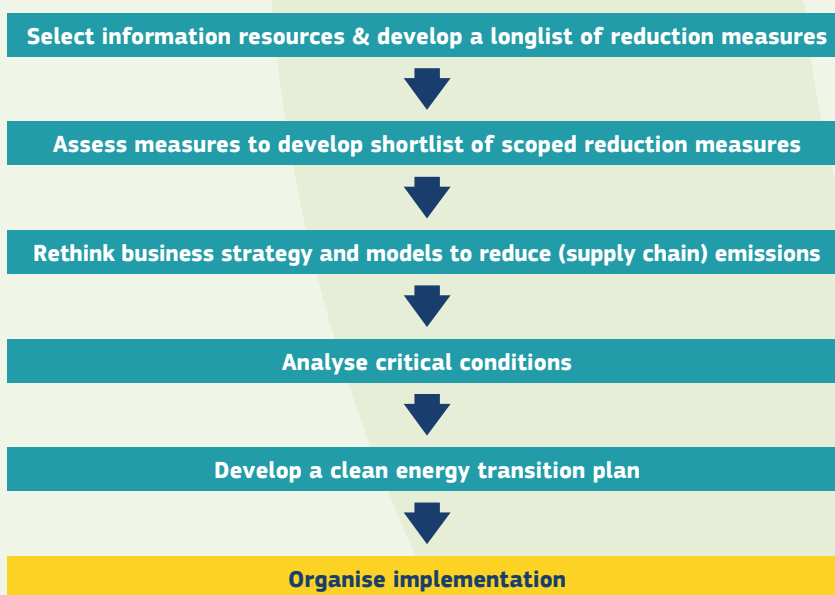 Select information resources & develop a longlist of reduction measures
Assess measures to develop shortlist of scoped reduction measures
Rethink business strategy and models to reduce (supply chain) emissions
Analyse critical conditions
Develop a clean energy transition plan
Organise implementation